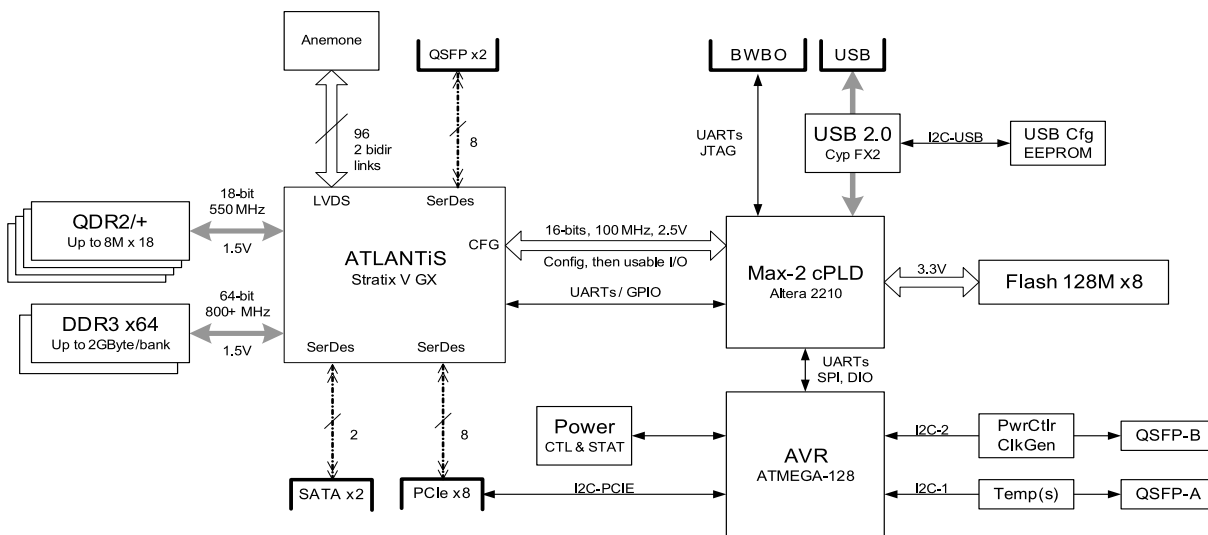 Anemone
QSFP x2
BWBO
USB
96
2 bidir
links
8
UARTs
JTAG
USB 2.0
Cyp FX2
I2C-USB
USB Cfg
EEPROM
QDR2/+
Up to 8M x 18
18-bit
550 MHz
1.5V
LVDS
SerDes
CFG
ATLANTiS
Stratix V GX
16-bits, 100 MHz, 2.5V
Config, then usable I/O
UARTs / GPIO
Max-2 cPLD
Altera 2210
3.3V
Flash 128M x8
DDR3 x64
Up to 2GByte/bank
64-bit
800+ MHz
1.5V
SerDes
SerDes
UARTs
SPI, DIO
2
8
Power
CTL & STAT
AVR
ATMEGA-128
I2C-2
PwrCtlr
ClkGen
QSFP-B
SATA x2
PCIe x8
I2C-PCIE
I2C-1
Temp(s)
QSFP-A